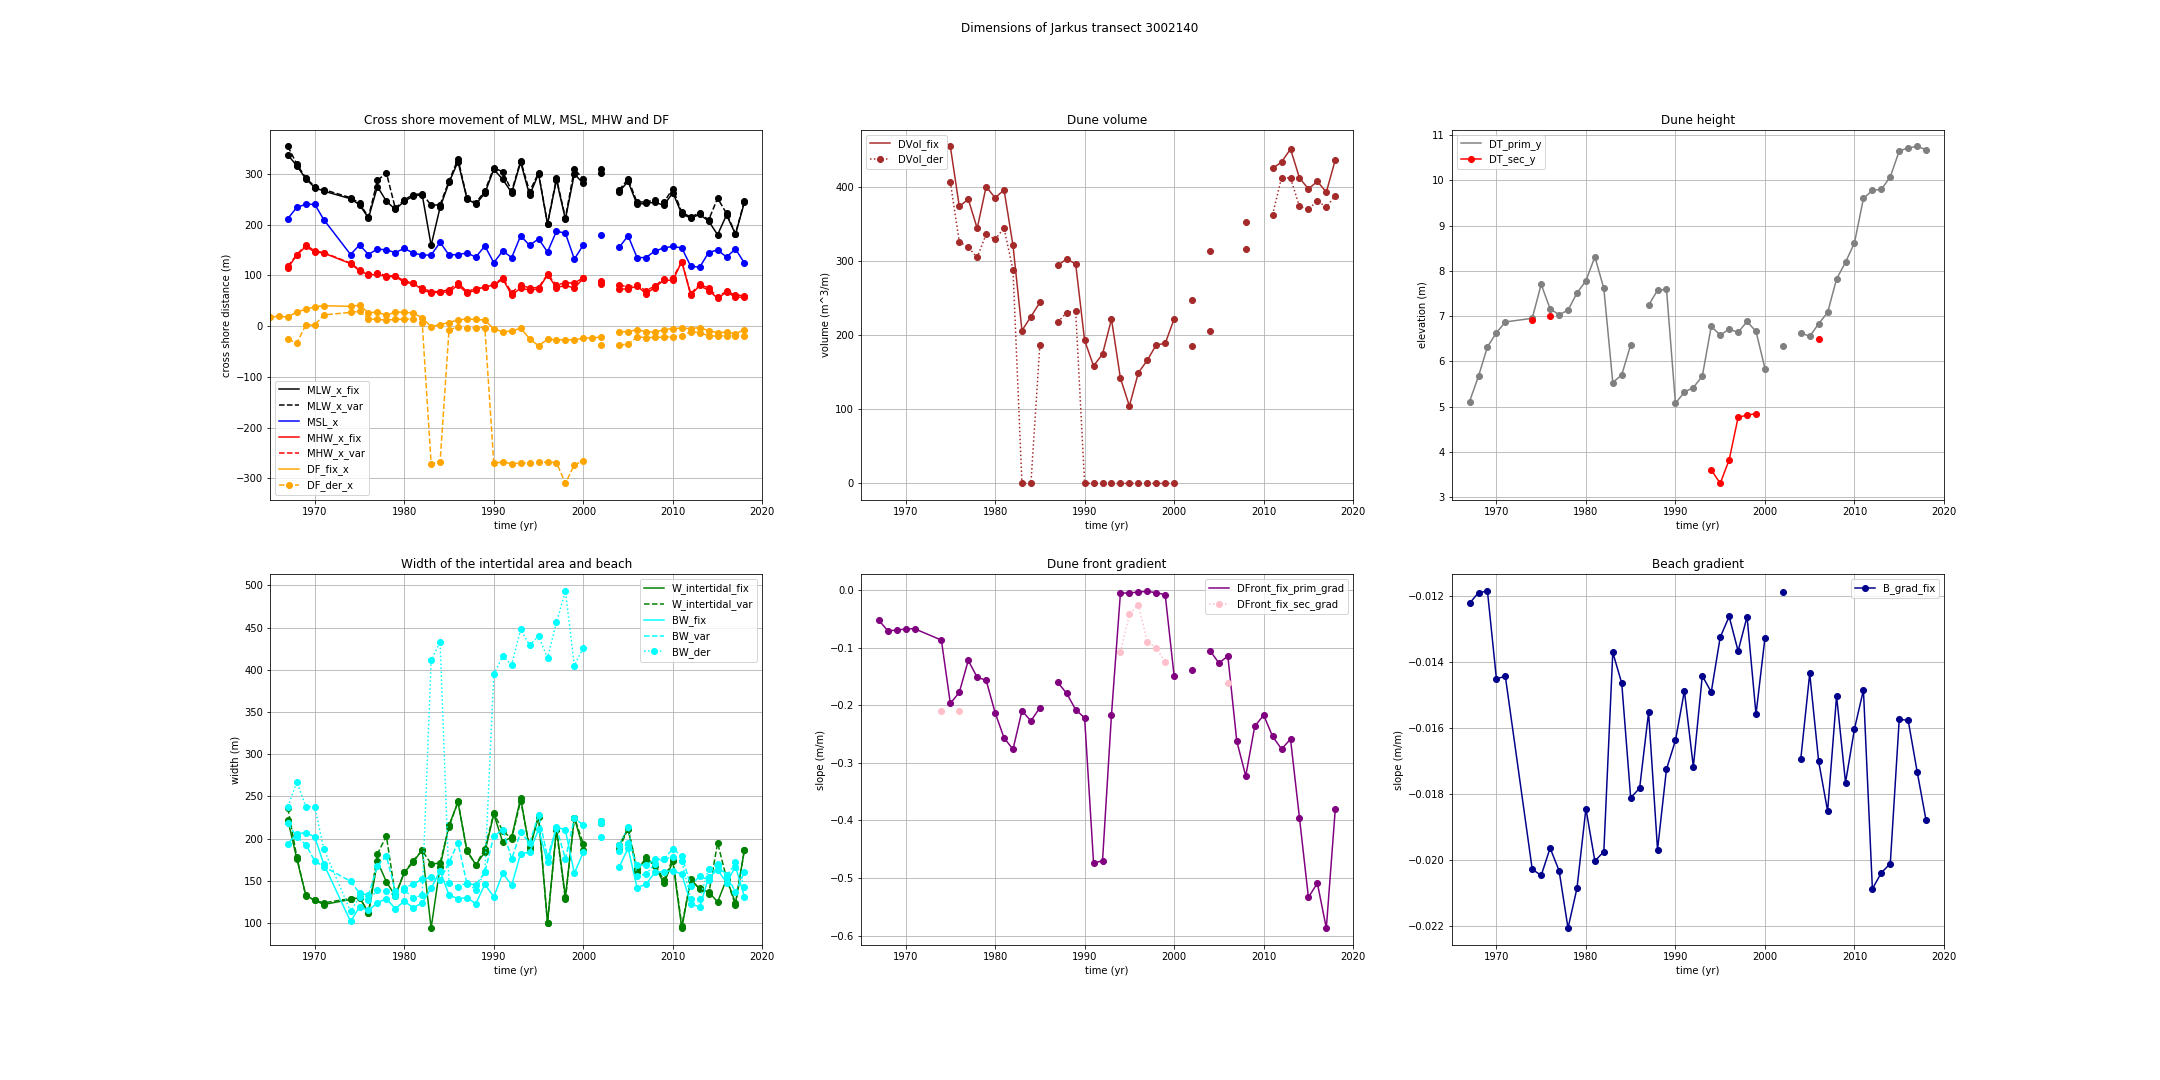 Dimensions of Jarkus transect 3002140
Cross shore movement of MLW, MSL, MHW and DF
cross shore distance (m)
300
200
100
0
−100
−200
−300
MLW_x_fix
MLW_x_var
MSL_x
MHW_x_fix
MHW_x_var
DF_fix_x
DF_der_x
1970 1980 1990 2000 2010 2020
time (yr)
Dune volume
volume (m^3/m)
400
300
200
100
0
DVol_fix
DVol_der
1970 1980 1990 2000 2010 2020
time (yr)
Dune height
elevation (m)
11
10
9
8
7
6
5
4
3
DT_prim_y
DT_sec_y
1970 1980 1990 2000 2010 2020
time (yr)
Width of the intertidal area and beach
width (m)
500
450
400
350
300
250
200
150
100
W_intertidal_fix
W_intertidal_var
BW_fix
BW_var
BW_der
1970 1980 1990 2000 2010 2020
time (yr)
Dune front gradient
slope (m/m)
0.0
−0.1
−0.2
−0.3
−0.4
−0.5
−0.6
DFront_fix_prim_grad
DFront_fix_sec_grad
1970 1980 1990 2000 2010 2020
time (yr)
Beach gradient
slope (m/m)
−0.012
−0.014
−0.016
−0.018
−0.020
−0.022
B_grad_fix
1970 1980 1990 2000 2010 2020
time (yr)